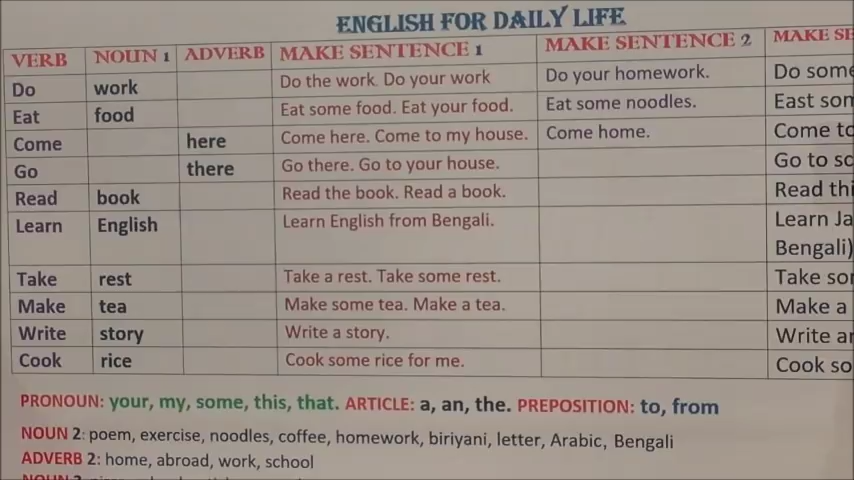 ENGLISH FOR DAILY LIFE
VERB NOUN 1 ADVERB MAKE SENTENCE 1 MAKE SENTENCE 2 MAKE SE
Do work Do the work. Do your work Do your homework. Do some
Eat food Eat some food. Eat your food. Eat some noodles. East som
Come here Come here. Come to my house. Come home. Come to
Go there Go there. Go to your house. Go to sc
Read book Read the book. Read a book. Read thi
Learn English Learn English from Bengali. Learn Ja
Bengali)
Take rest Take a rest. Take some rest. Take so
Make tea Make some tea. Make a tea. Make a
Write story Write a story. Write ar
Cook rice Cook some rice for me. Cook so
PRONOUN: your, my, some, this, that. ARTICLE: a, an, the. PREPOSITION: to, from
NOUN 2: poem, exercise, noodles, coffee, homework, biriyani, letter, Arabic, Bengali
ADVERB 2: home, abroad, work, school